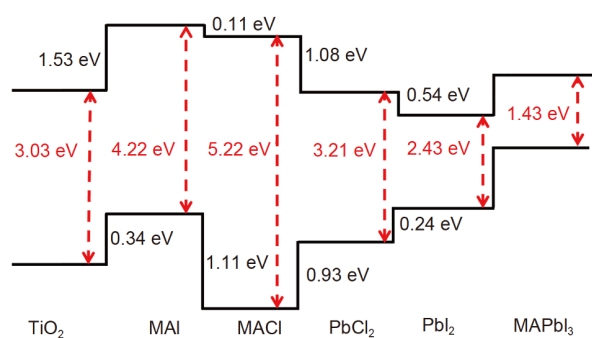 0.11 eV
1.53 eV
1.08 eV
0.54 eV
3.03 eV
4.22 eV
5.22 eV
3.21 eV
2.43 eV
1.43 eV
0.34 eV
1.11 eV
0.93 eV
0.24 eV
TiO₂
MAI
MACl
PbCl₂
PbI₂
MAPbI₃